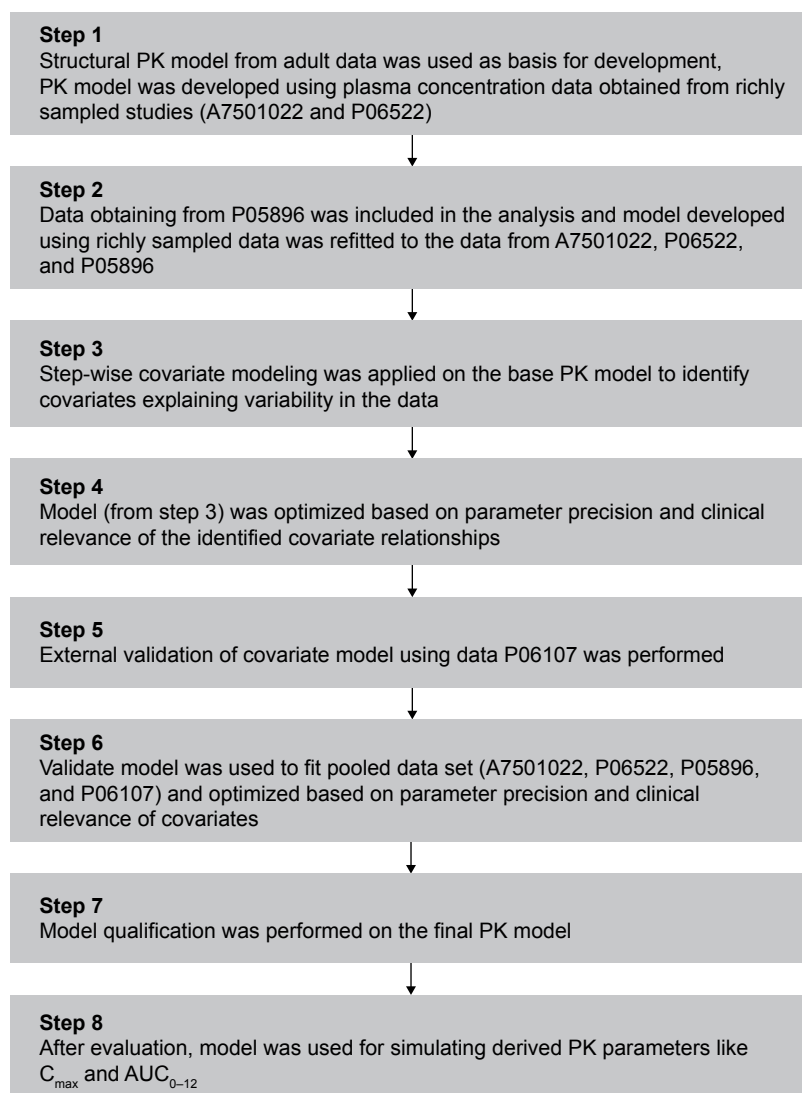 Step 1
Structural PK model from adult data was used as basis for development,
PK model was developed using plasma concentration data obtained from richly
sampled studies (A7501022 and P06522)
Step 2
Data obtaining from P05896 was included in the analysis and model developed
using richly sampled data was refitted to the data from A7501022, P06522,
and P05896
Step 3
Step-wise covariate modeling was applied on the base PK model to identify
covariates explaining variability in the data
Step 4
Model (from step 3) was optimized based on parameter precision and clinical
relevance of the identified covariate relationships
Step 5
External validation of covariate model using data P06107 was performed
Step 6
Validate model was used to fit pooled data set (A7501022, P06522, P05896,
and P06107) and optimized based on parameter precision and clinical
relevance of covariates
Step 7
Model qualification was performed on the final PK model
Step 8
After evaluation, model was used for simulating derived PK parameters like
Cmax and AUC0–12